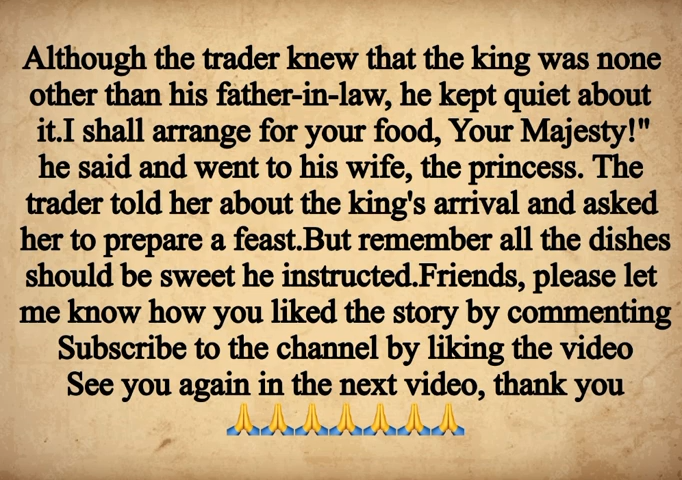 Although the trader knew that the king was none
other than his father-in-law, he kept quiet about
it.I shall arrange for your food, Your Majesty!"
he said and went to his wife, the princess. The
trader told her about the king's arrival and asked
her to prepare a feast.But remember all the dishes
should be sweet he instructed.Friends, please let
me know how you liked the story by commenting
Subscribe to the channel by liking the video
See you again in the next video, thank you
🙏🙏🙏🙏🙏🙏🙏